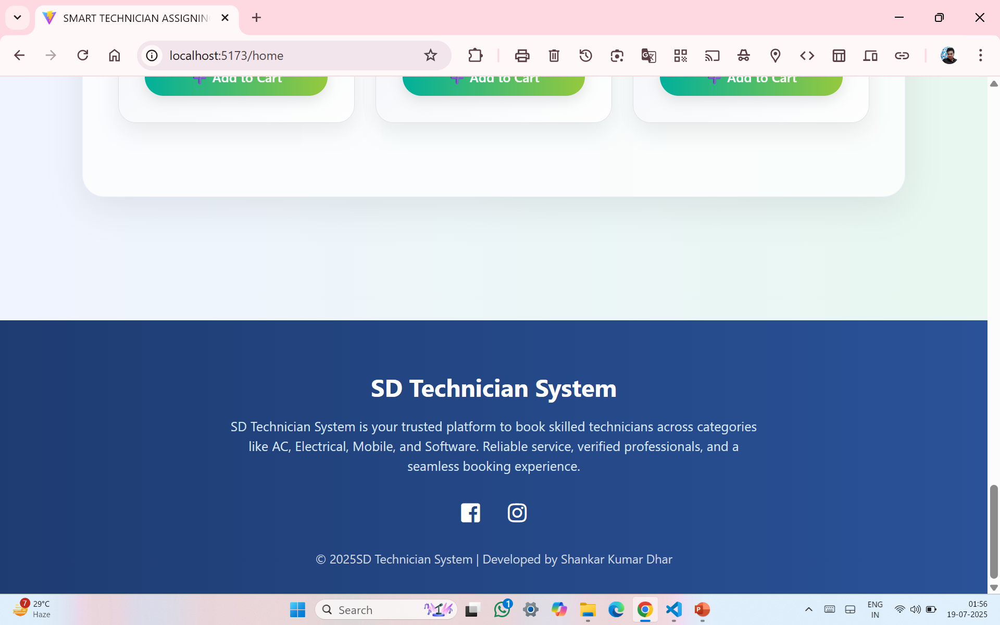 SMART TECHNICIAN ASSIGNING
localhost:5173/home
Add to Cart
Add to Cart
Add to Cart
SD Technician System
SD Technician System is your trusted platform to book skilled technicians across categories
like AC, Electrical, Mobile, and Software. Reliable service, verified professionals, and a
seamless booking experience.
© 2025SD Technician System | Developed by Shankar Kumar Dhar
7
29°C
Haze
Search
1
ENG
IN
01:56
19-07-2025